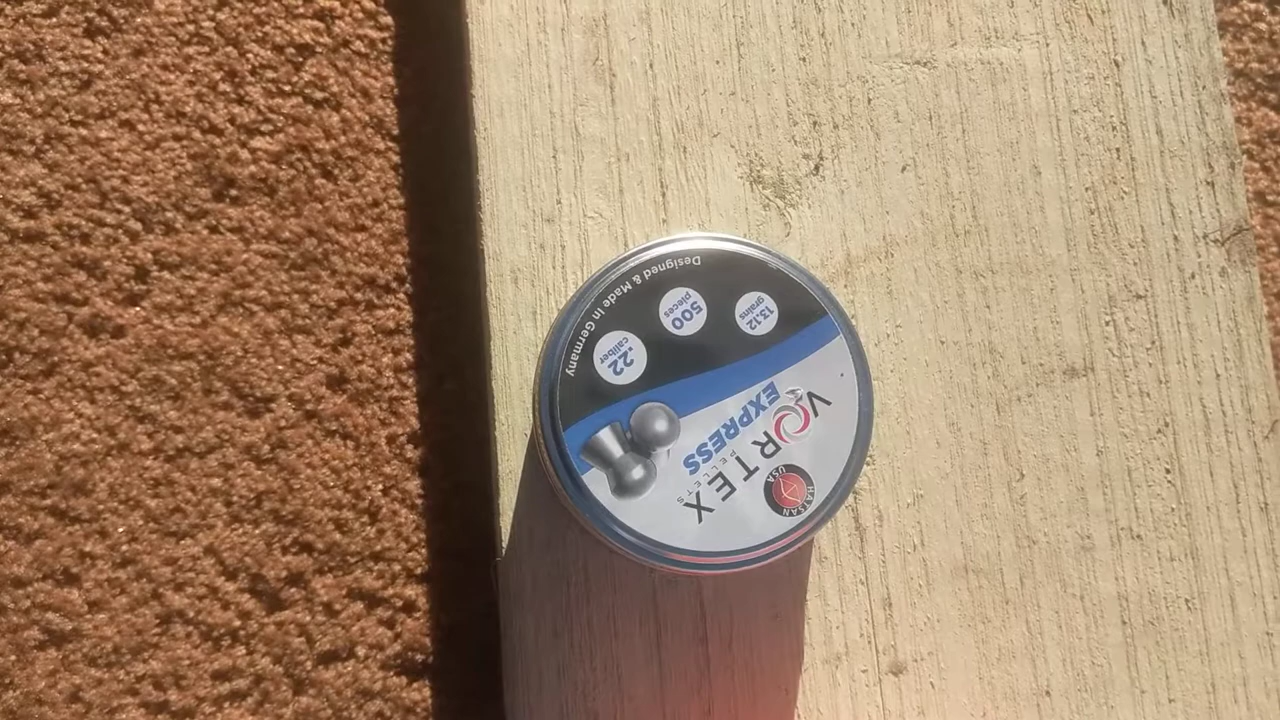 HATSAN
USA
VORTEX
PELLETS
EXPRESS
.22
caliber
500
pieces
13.12
grains
Designed & Made In Germany